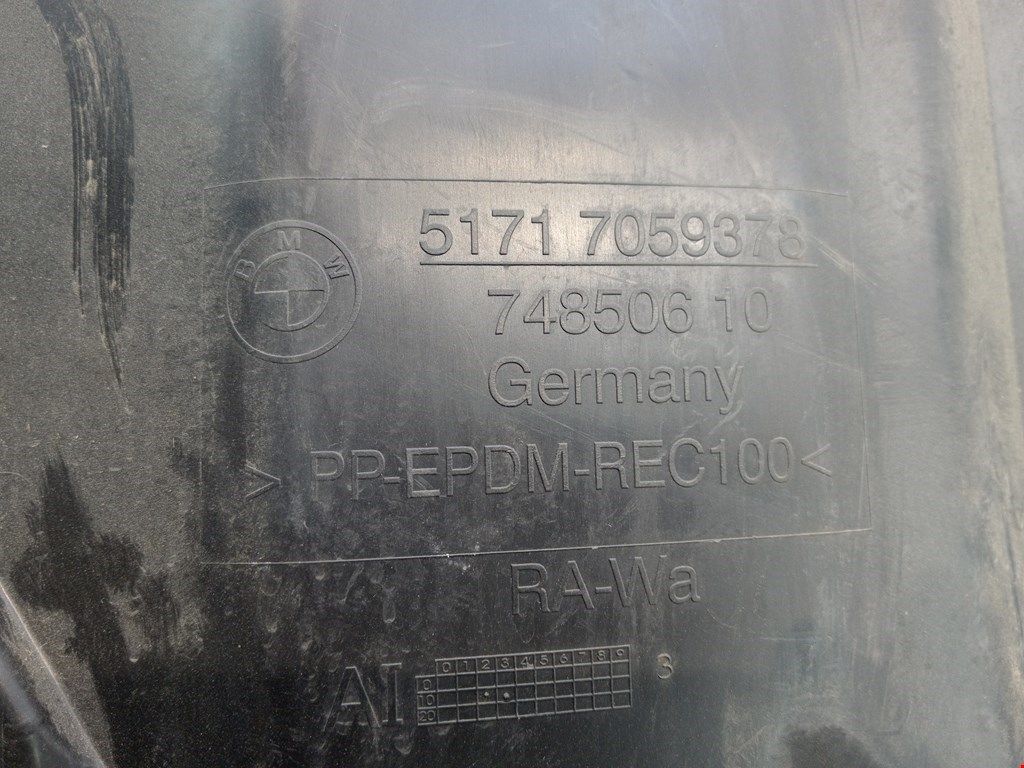 BMW
5171 7059378
748506 10
Germany
> PP-EPDM-REC100 <
RA-Wa
AI
0 1 2 3 4 5 6 7 8 9
0
10
20
3